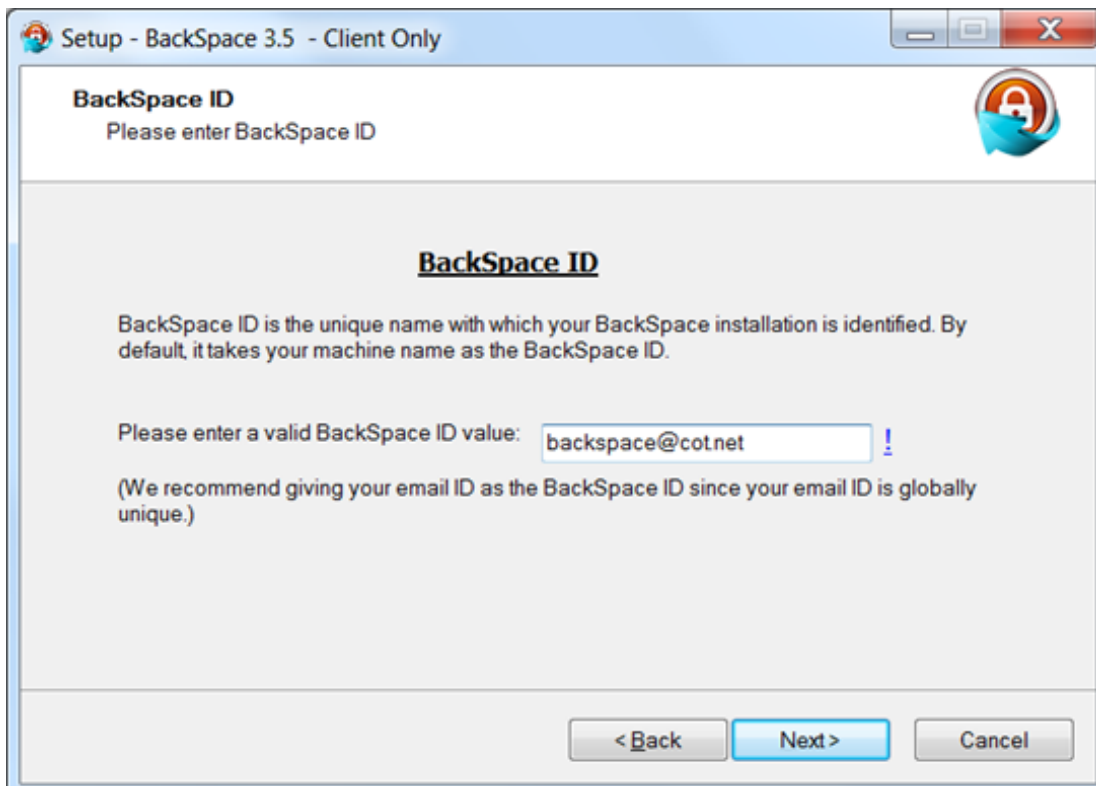 Setup - BackSpace 3.5 - Client Only
BackSpace ID
Please enter BackSpace ID
BackSpace ID
BackSpace ID is the unique name with which your BackSpace installation is identified. By
default, it takes your machine name as the BackSpace ID.
Please enter a valid BackSpace ID value: backspace@cot.net !
(We recommend giving your email ID as the BackSpace ID since your email ID is globally
unique.)
< Back Next > Cancel